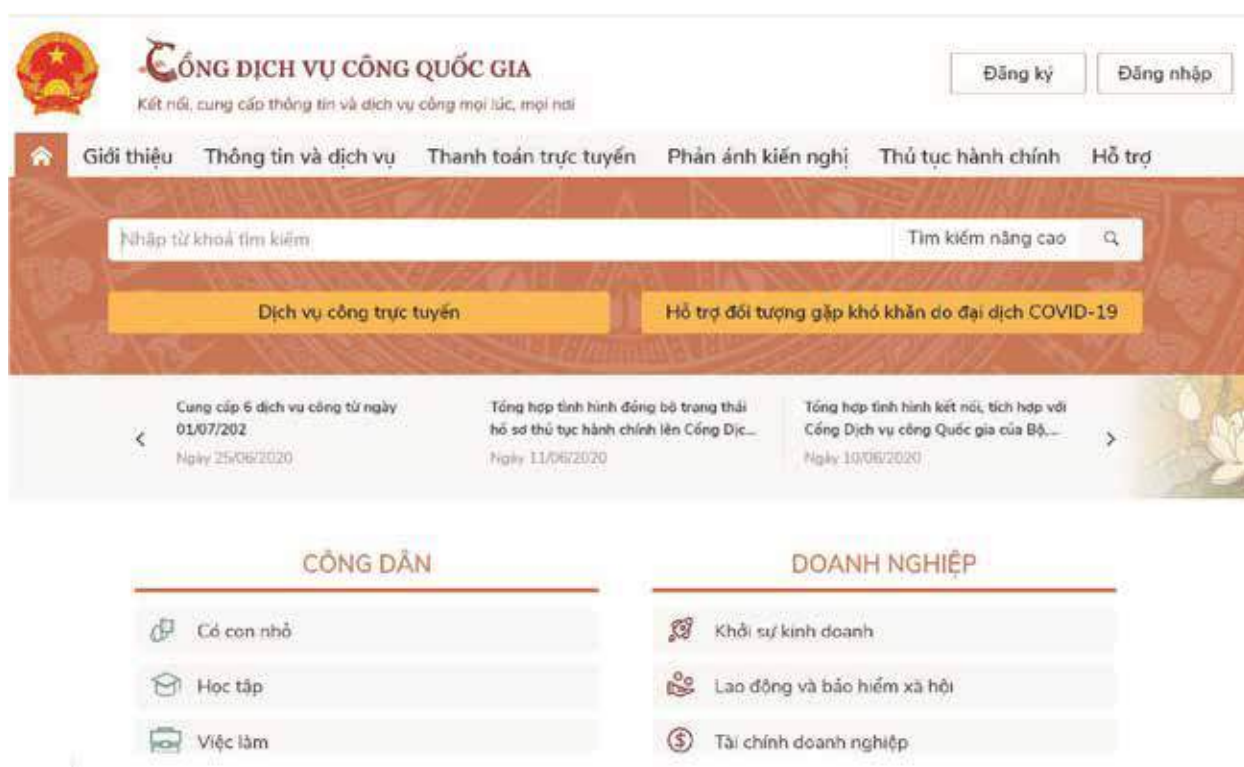 CỔNG DỊCH VỤ CÔNG QUỐC GIA
Kết nối, cung cấp thông tin và dịch vụ công mọi lúc, mọi nơi
Đăng ký
Đăng nhập
Giới thiệu
Thông tin và dịch vụ
Thanh toán trực tuyến
Phản ánh kiến nghị
Thủ tục hành chính
Hỗ trợ
Nhập từ khoá tìm kiếm
Tìm kiếm nâng cao
Dịch vụ công trực tuyến
Hỗ trợ đối tượng gặp khó khăn do đại dịch COVID-19
Cung cấp 6 dịch vụ công từ ngày
01/07/202
Ngày 25/06/2020
Tổng hợp tình hình đồng bộ trạng thái
hồ sơ thủ tục hành chính lên Cổng Dịc...
Ngày 11/06/2020
Tổng hợp tình hình kết nối, tích hợp với
Cổng Dịch vụ công Quốc gia của Bộ,...
Ngày 10/06/2020
CÔNG DÂN
Có con nhỏ
Học tập
Việc làm
DOANH NGHIỆP
Khởi sự kinh doanh
Lao động và bảo hiểm xã hội
Tài chính doanh nghiệp